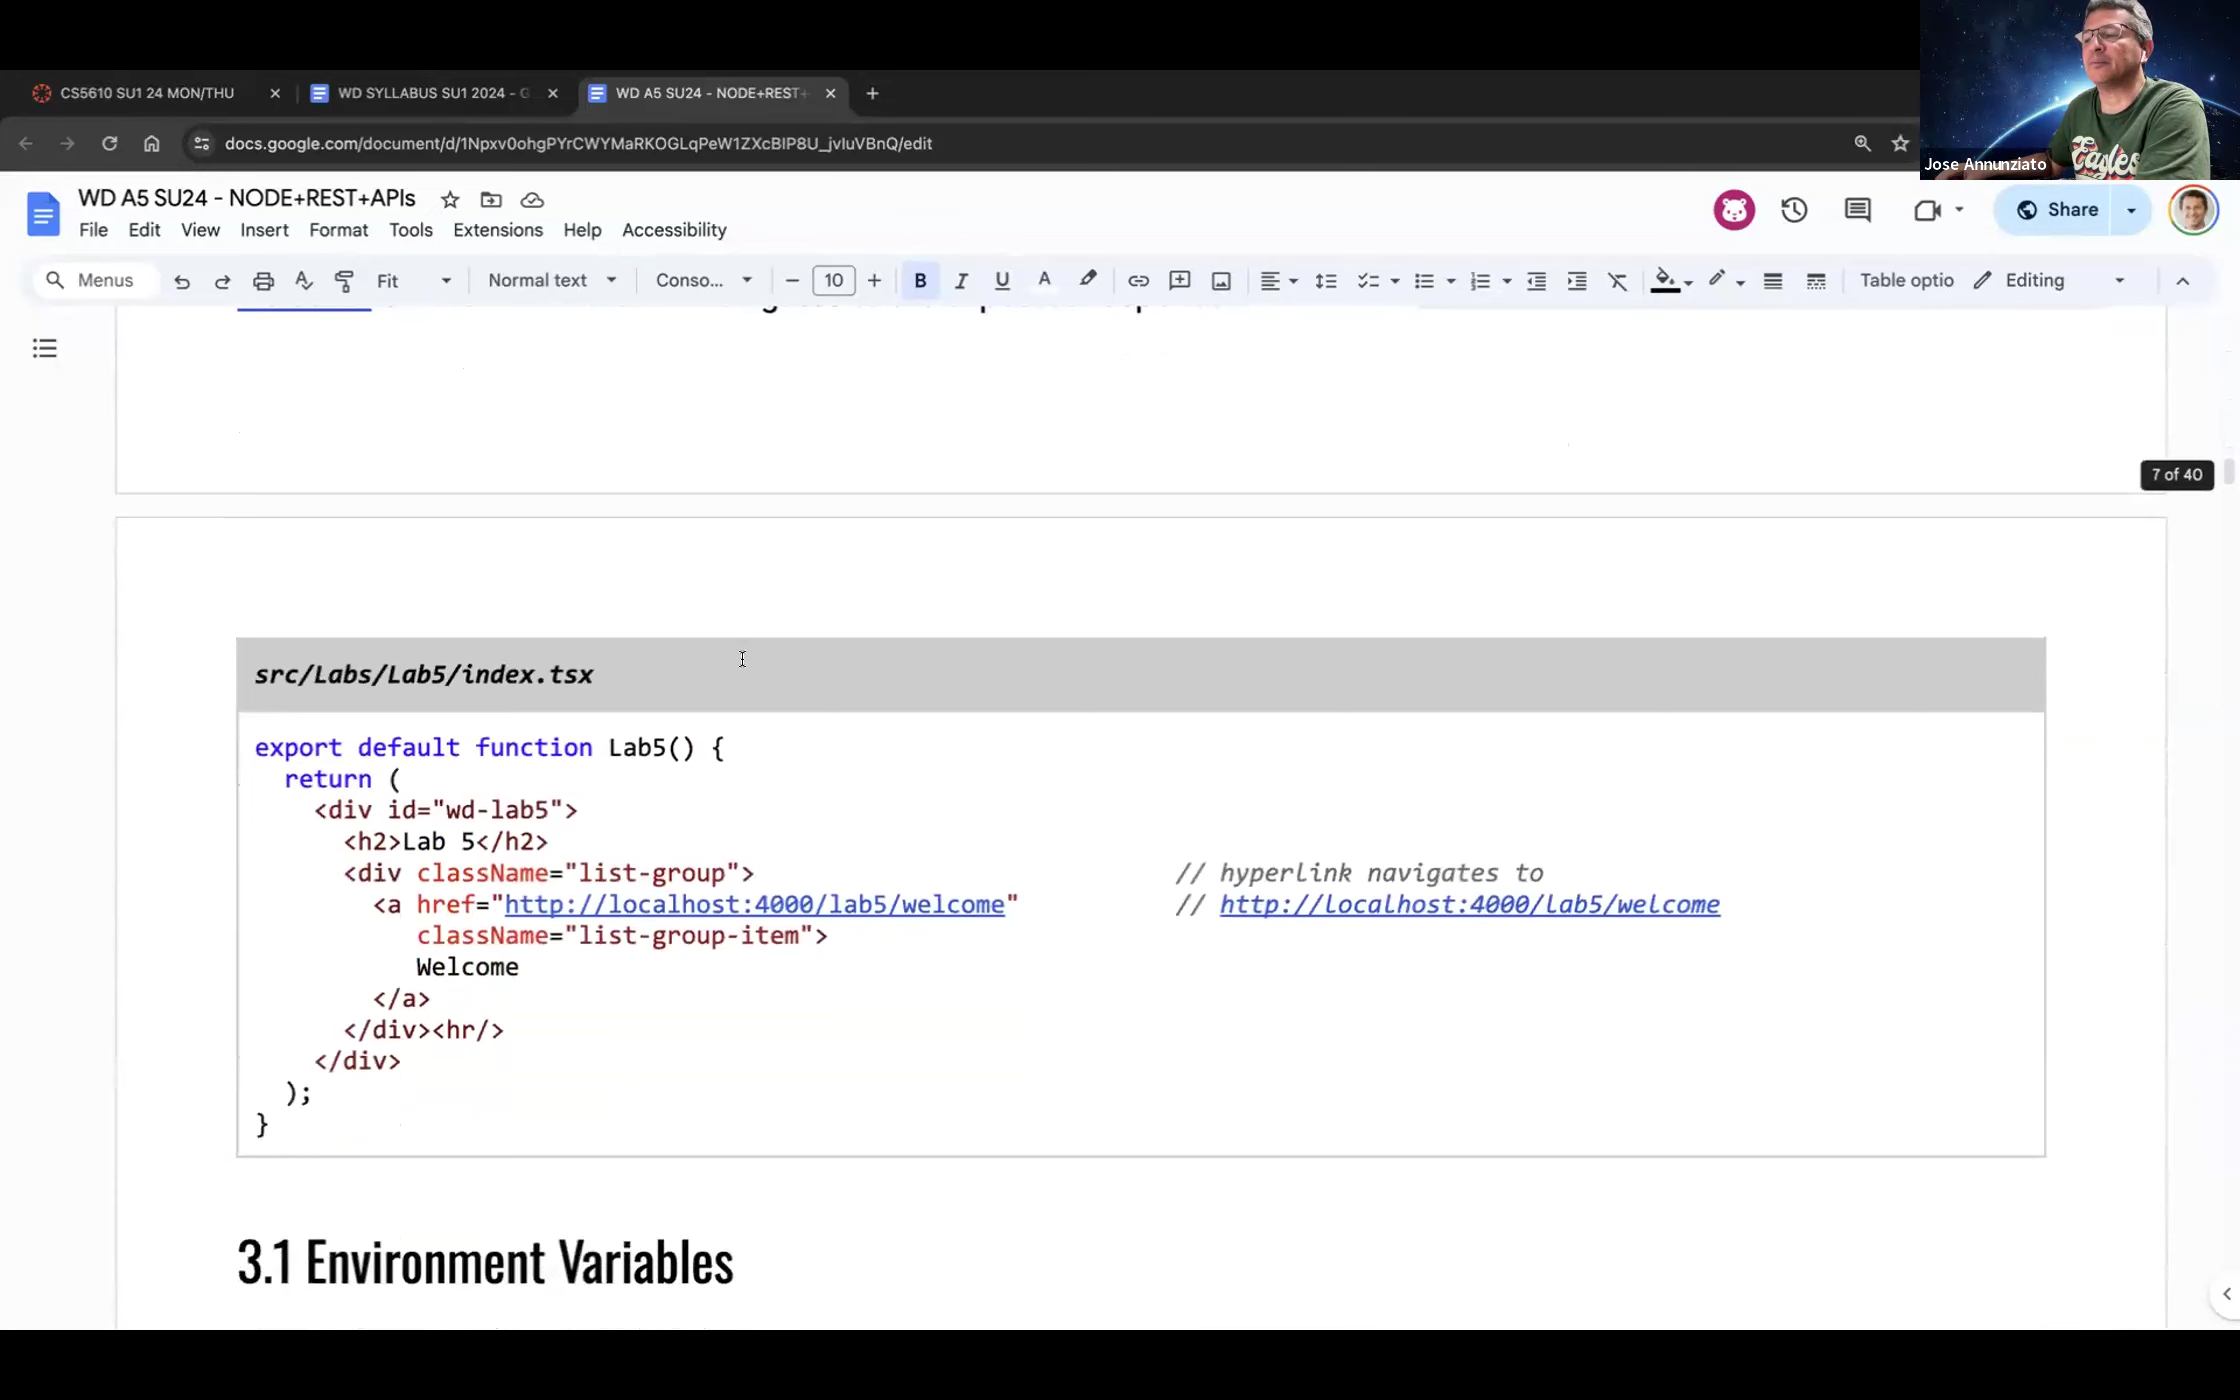 CS5610 SU1 24 MON/THU
WD SYLLABUS SU1 2024 - G
WD A5 SU24 - NODE+REST+
docs.google.com/document/d/1Npxv0ohgPYrCWYMaRKOGLqPeW1ZXcBIP8U_jvIuVBnQ/edit
Eagles
Jose Annunziato
WD A5 SU24 - NODE+REST+APIs
File Edit View Insert Format Tools Extensions Help Accessibility
Share
Menus
Fit
Normal text
Conso...
10
B I U A
Table optio
Editing
7 of 40
src/Labs/Lab5/index.tsx
export default function Lab5() {
return (
<div id="wd-lab5">
<h2>Lab 5</h2>
<div className="list-group"> // hyperlink navigates to
<a href="http://localhost:4000/lab5/welcome" // http://localhost:4000/lab5/welcome
className="list-group-item">
Welcome
</a>
</div><hr/>
</div>
);
}
3.1 Environment Variables